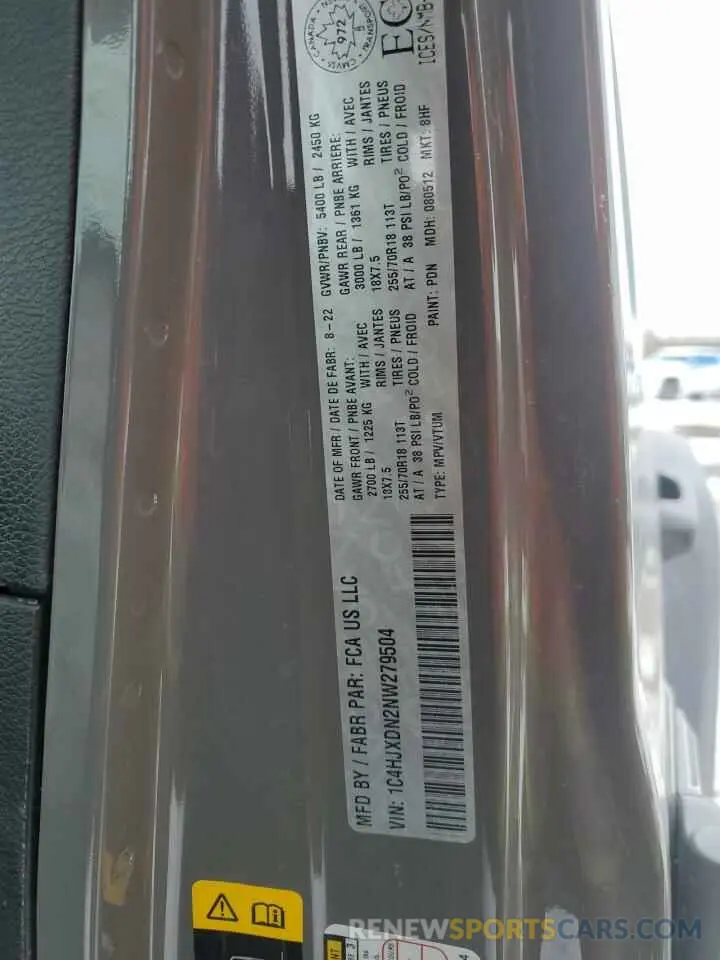 MFD BY / FABR PAR: FCA US LLC
VIN: 1C4HJXDN2NW279504
DATE OF MFR / DATE DE FABR: 8-22
GAWR FRONT / PNBE AVANT:
2700 LB / 1225 KG WITH / AVEC
18X7.5 RIMS / JANTES
255/70R18 113T TIRES / PNEUS
AT / A 38 PSI LB/PO² COLD / FROID
TYPE: MPV/VTUM
GVWR/PNBV: 5400 LB / 2450 KG
GAWR REAR / PNBE ARRIERE:
3000 LB / 1361 KG WITH / AVEC
18X7.5 RIMS / JANTES
255/70R18 113T TIRES / PNEUS
AT / A 38 PSI LB/PO² COLD / FROID
PAINT: PDN MDH: 080512 MKT: 8HF
CANADA
972
CMVSS
TRANSPORT
RENEWSPORTSCARS.COM